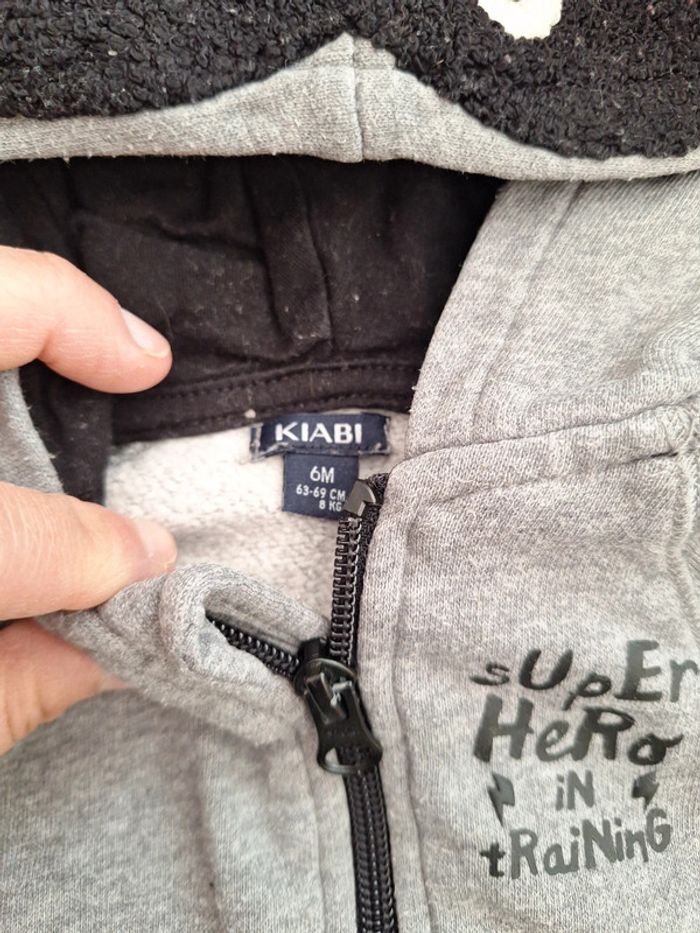 KIABI
6M
63-69 CM
8 KG
sUpEr
HeRo
iN
tRaiNinG